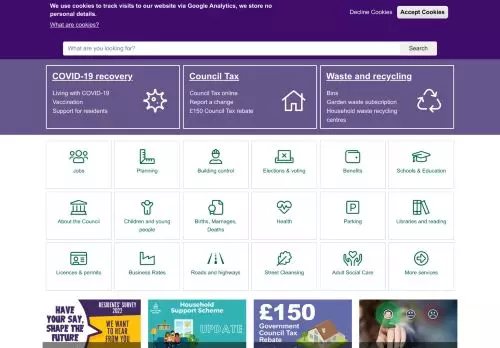 We use cookies to track visits to our website via Google Analytics, we store no
personal details.
What are cookies?
Decline Cookies
Accept Cookies
What are you looking for?
Search
COVID-19 recovery
Living with COVID-19
Vaccination
Support for residents
Council Tax
Council Tax online
Report a change
£150 Council Tax rebate
Waste and recycling
Bins
Garden waste subscription
Household waste recycling
centres
Jobs
Planning
Building control
Elections & voting
Benefits
Schools & Education
About the Council
Children and young
people
Births, Marriages,
Deaths
Health
P
Parking
Libraries and reading
Licences & permits
Business Rates
Roads and highways
Street Cleansing
Adult Social Care
More services
RESIDENTS' SURVEY
2022
HAVE
YOUR SAY,
SHAPE THE
FUTURE
WE WANT
TO HEAR
FROM
Household
Support Scheme
UPDATE
£150
Government
Council Tax
Rebate